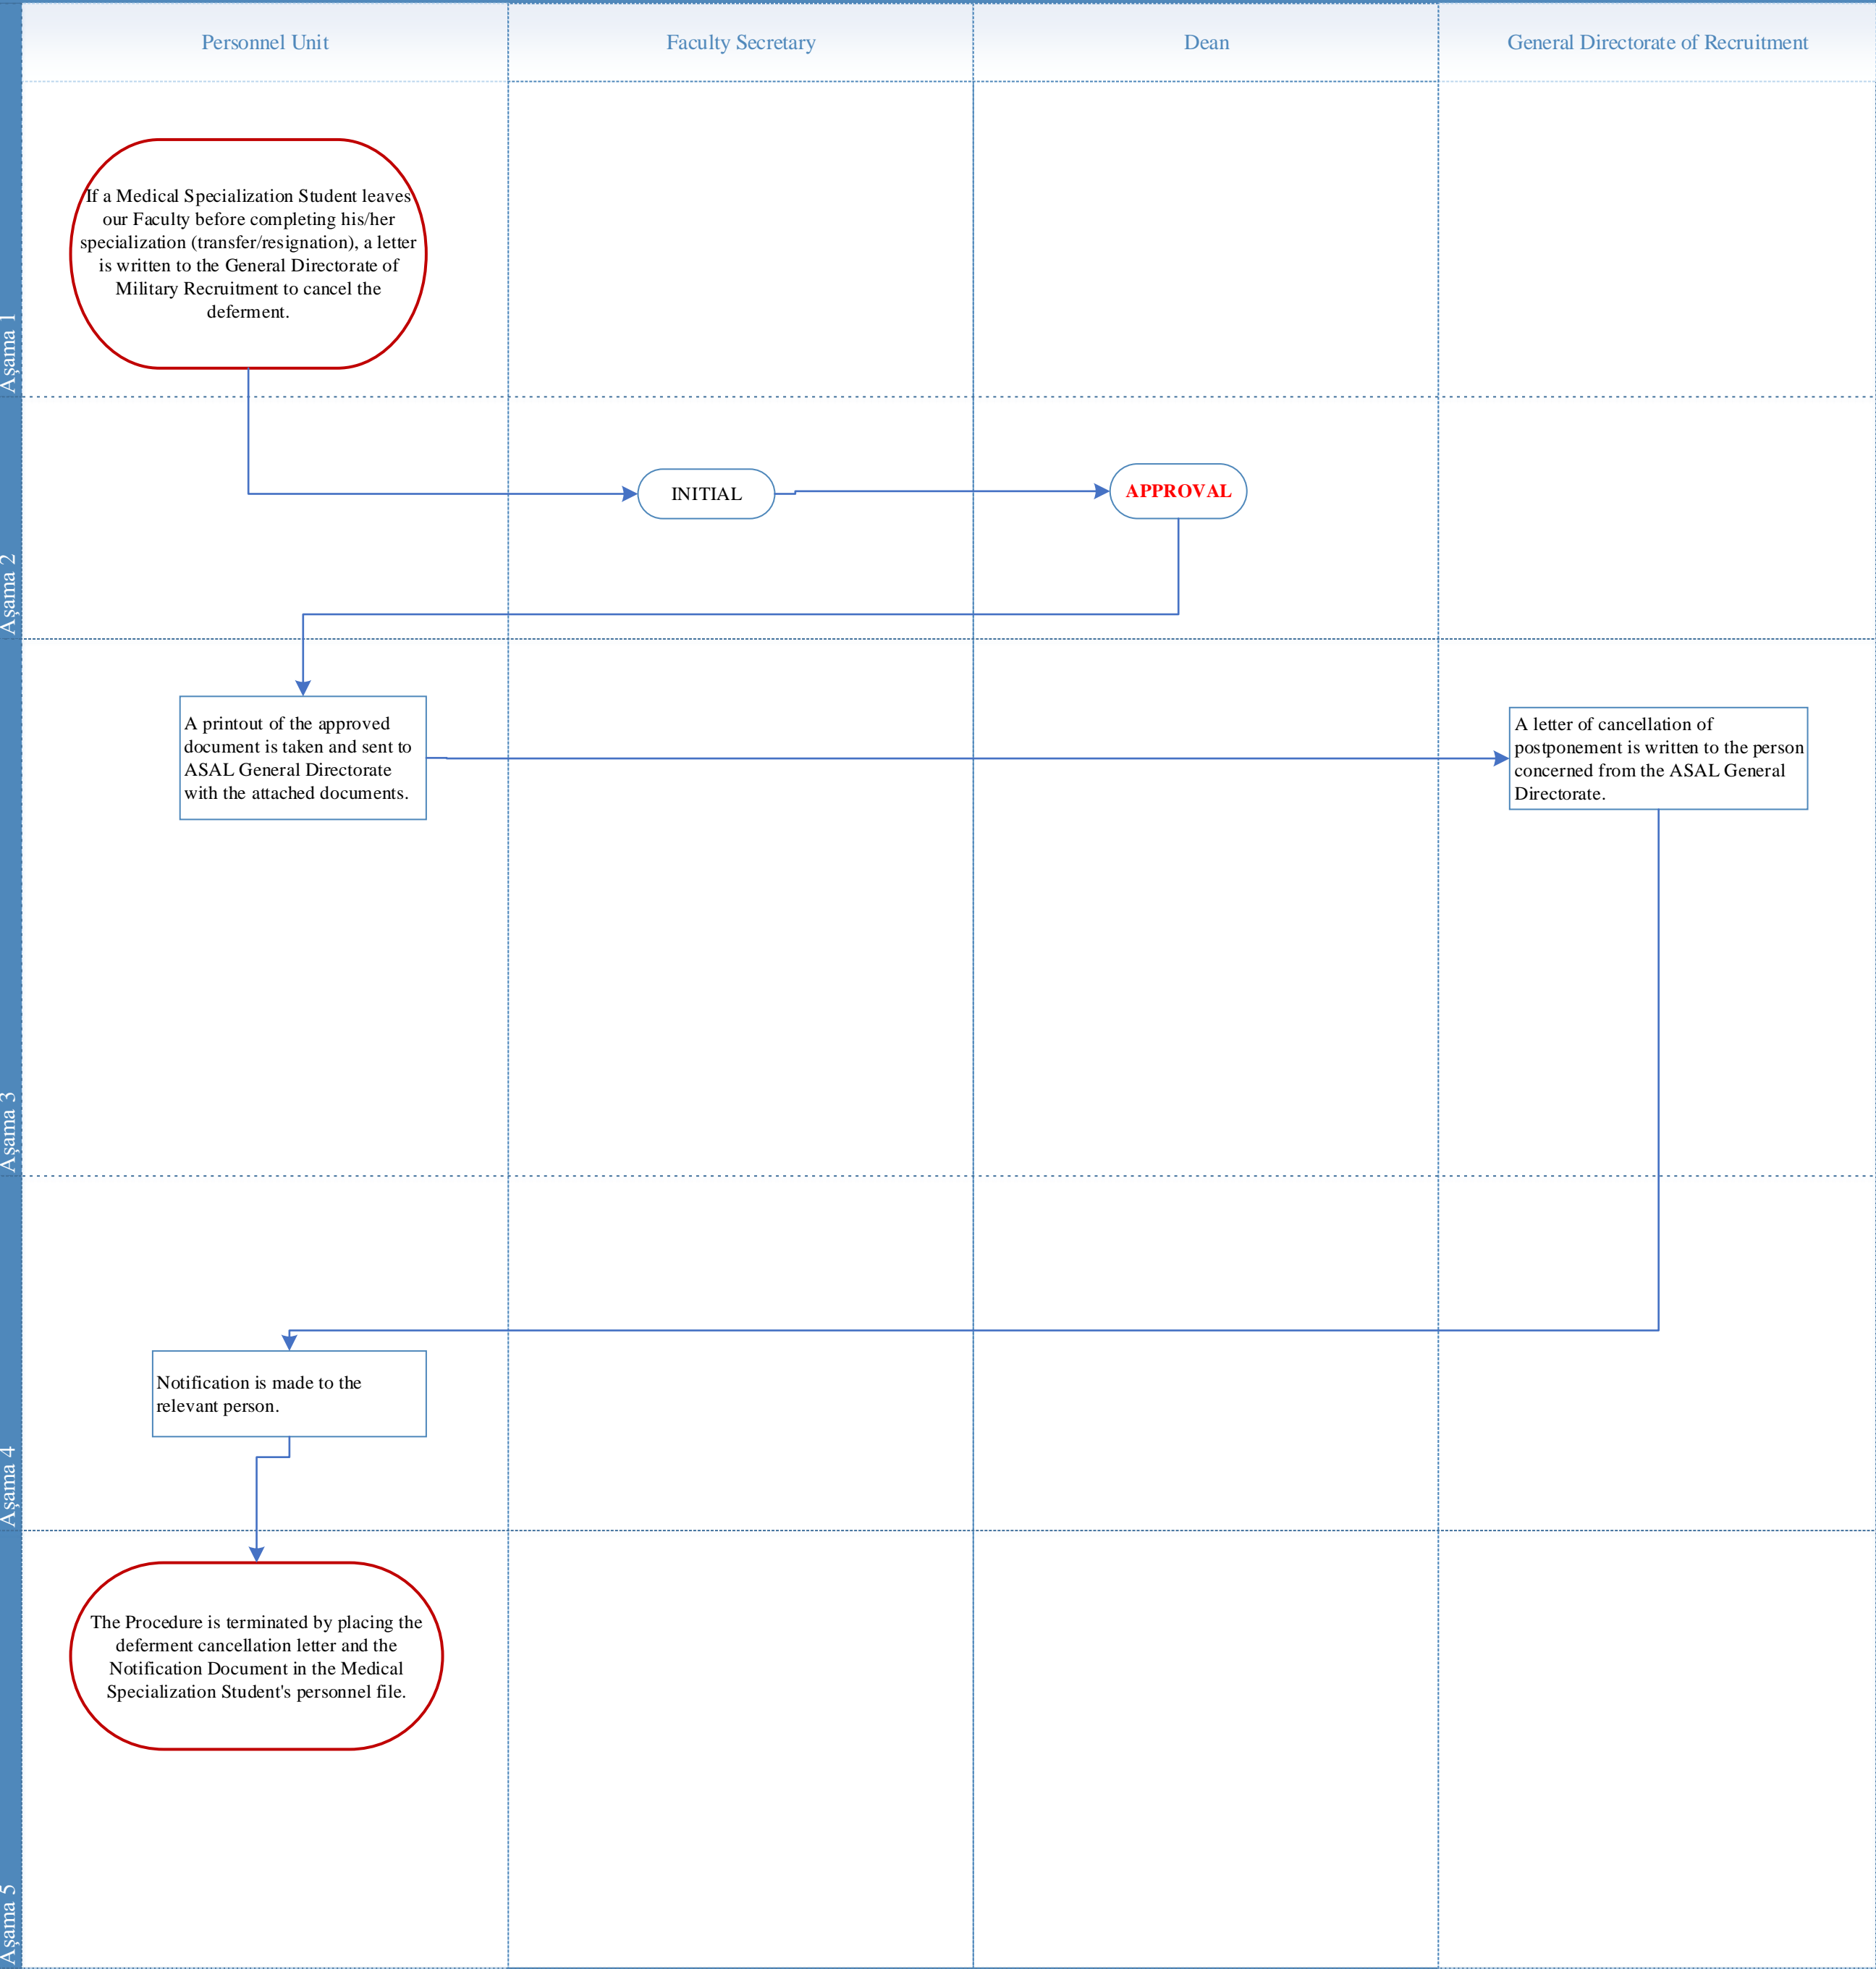 Personnel Unit
Faculty Secretary
Dean
General Directorate of Recruitment
Aşama 1
If a Medical Specialization Student leaves
our Faculty before completing his/her
specialization (transfer/resignation), a letter
is written to the General Directorate of
Military Recruitment to cancel the
deferment.
Aşama 2
INITIAL
APPROVAL
Aşama 3
A printout of the approved
document is taken and sent to
ASAL General Directorate
with the attached documents.
A letter of cancellation of
postponement is written to the person
concerned from the ASAL General
Directorate.
Aşama 4
Notification is made to the
relevant person.
Aşama 5
The Procedure is terminated by placing the
deferment cancellation letter and the
Notification Document in the Medical
Specialization Student's personnel file.